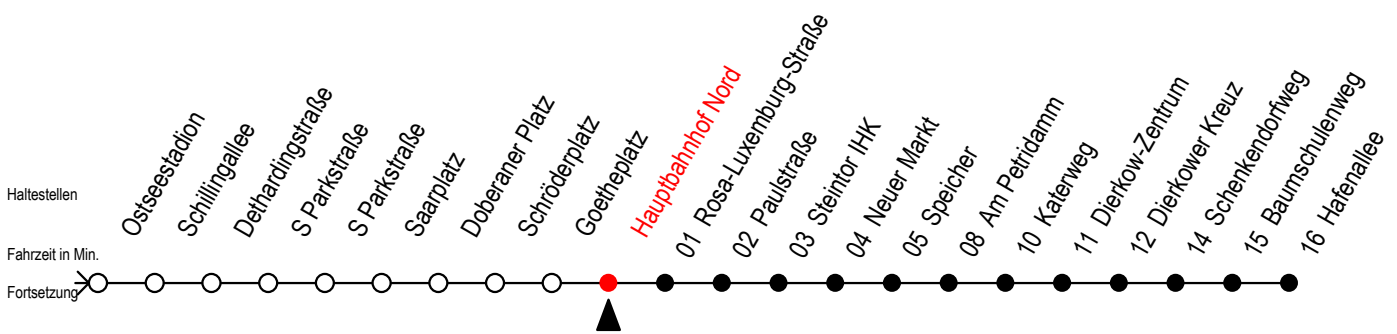 Haltestellen
Fahrzeit in Min.
Fortsetzung
Ostseestadion
Schillingallee
Dethardingstraße
S Parkstraße
S Parkstraße
Saarplatz
Doberaner Platz
Schröderplatz
Goetheplatz
Hauptbahnhof Nord
01 Rosa-Luxemburg-Straße
02 Paulstraße
03 Steintor IHK
04 Neuer Markt
05 Speicher
08 Am Petridamm
10 Katerweg
11 Dierkow-Zentrum
12 Dierkower Kreuz
14 Schenkendorfweg
15 Baumschulenweg
16 Hafenallee